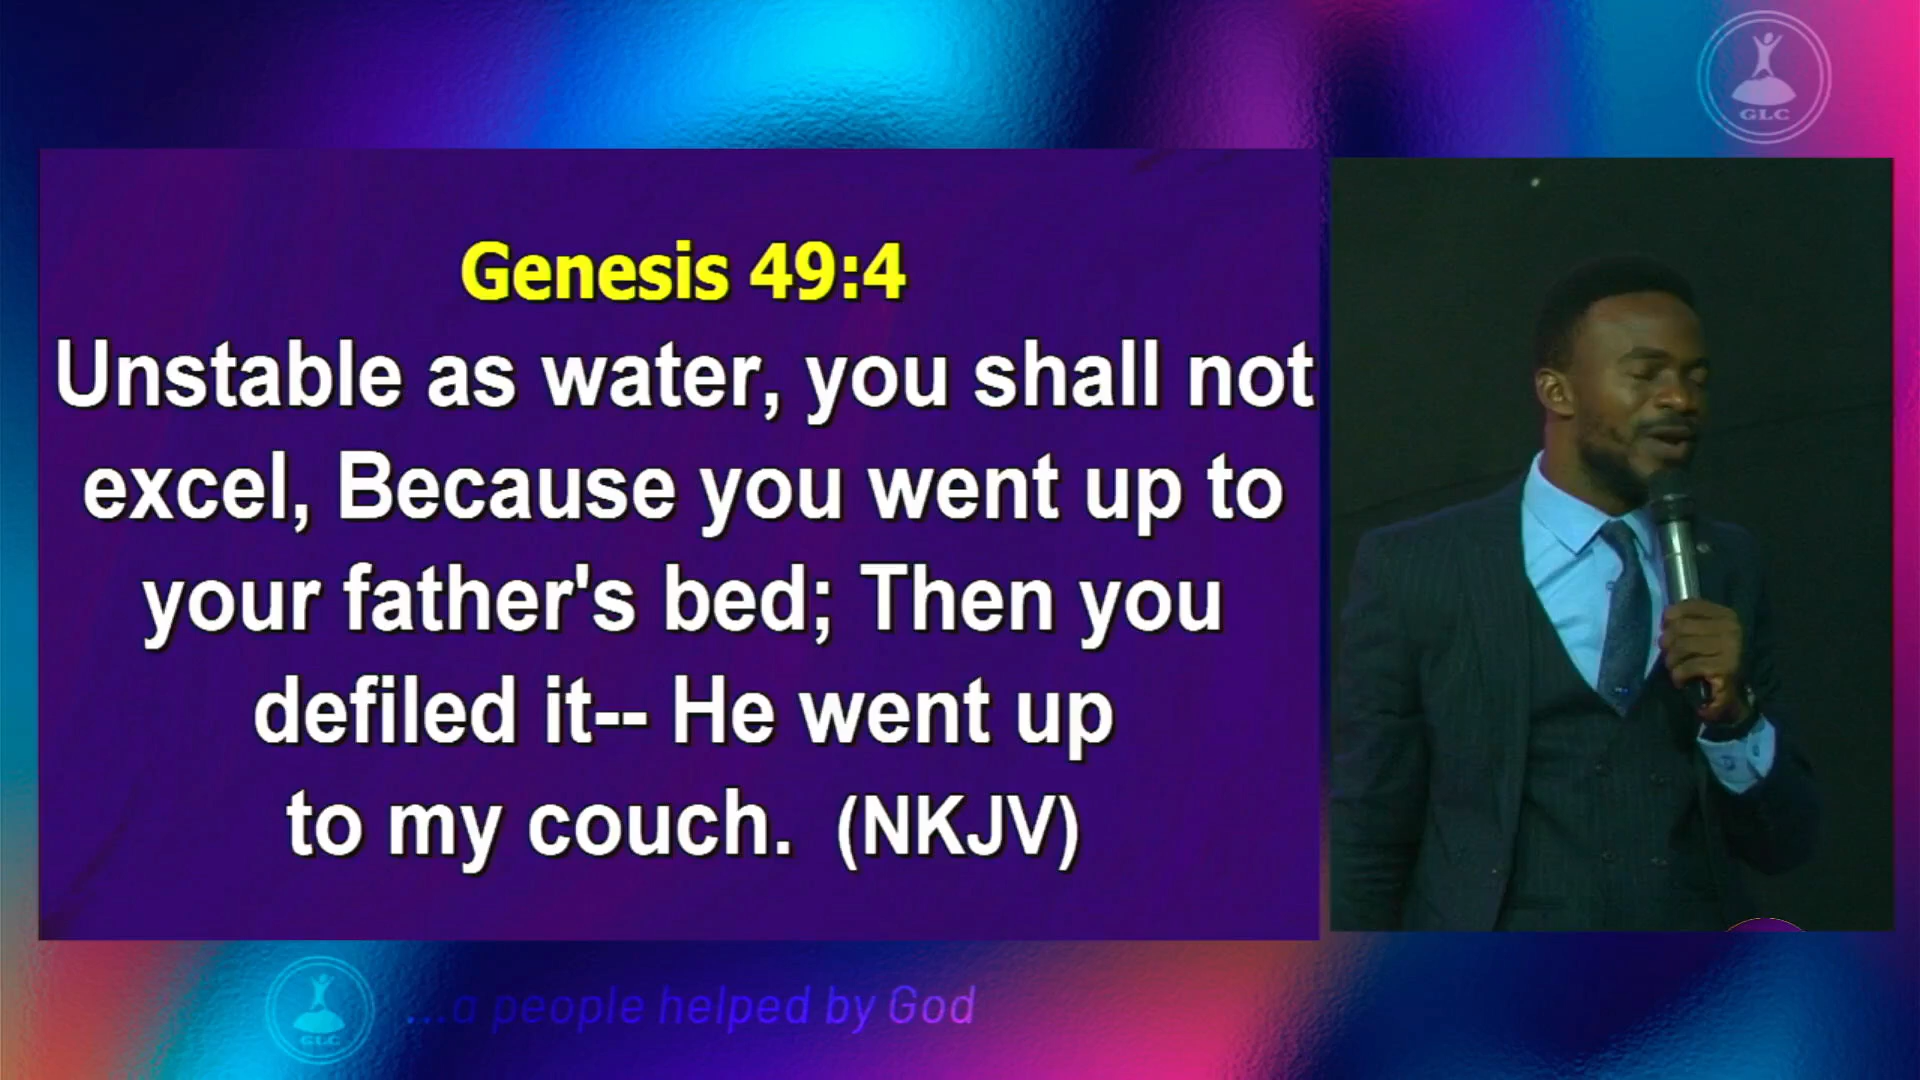 GLC
Genesis 49:4
Unstable as water, you shall not
excel, Because you went up to
your father's bed; Then you
defiled it-- He went up
to my couch.  (NKJV)
GLC
...a people helped by God